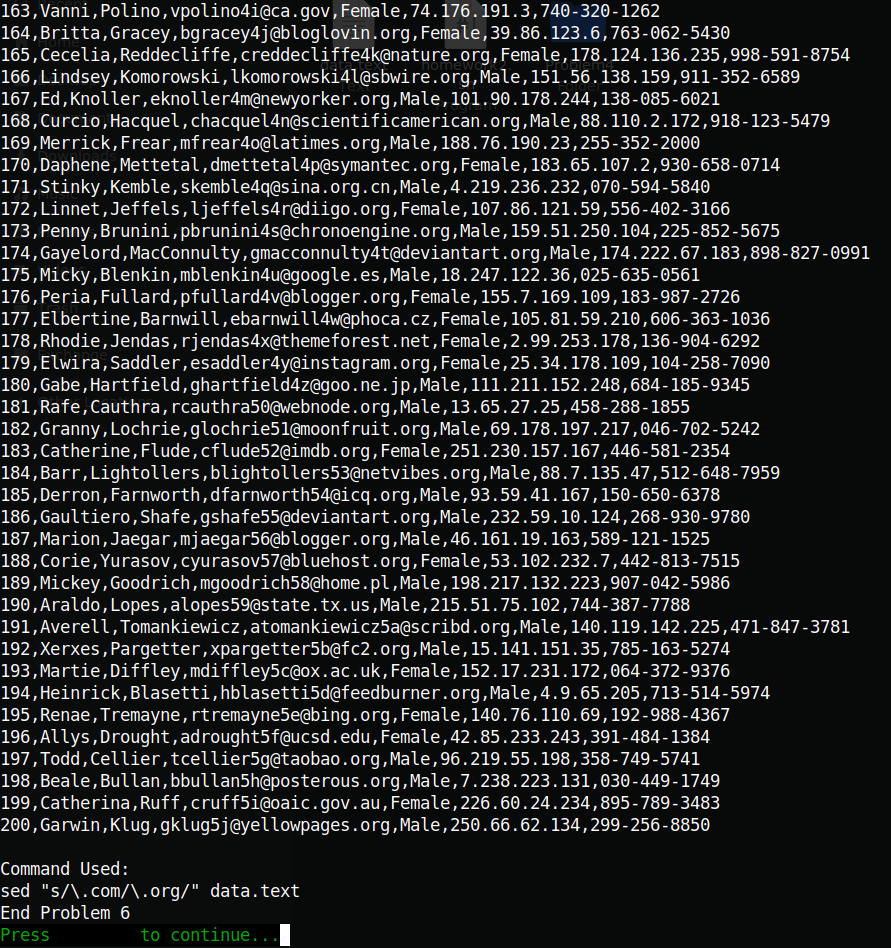 163,Vanni,Polino,vpolino4i@ca.gov,Female,74.176.191.3,740-320-1262
164,Britta,Gracey,bgracey4j@bloglovin.org,Female,39.86.123.6,763-062-5430
165,Cecelia,Reddecliffe,creddecliffe4k@nature.org,Female,178.124.136.235,998-591-8754
166,Lindsey,Komorowski,lkomorowski4l@sbwire.org,Male,151.56.138.159,911-352-6589
167,Ed,Knoller,eknoller4m@newyorker.org,Male,101.90.178.244,138-085-6021
168,Curcio,Hacquel,chacquel4n@scientificamerican.org,Male,88.110.2.172,918-123-5479
169,Merrick,Frear,mfrear4o@latimes.org,Male,188.76.190.23,255-352-2000
170,Daphene,Mettetal,dmettetal4p@symantec.org,Female,183.65.107.2,930-658-0714
171,Stinky,Kemble,skemble4q@sina.org.cn,Male,4.219.236.232,070-594-5840
172,Linnet,Jeffels,ljeffels4r@diigo.org,Female,107.86.121.59,556-402-3166
173,Penny,Brunini,pbrunini4s@chronoengine.org,Male,159.51.250.104,225-852-5675
174,Gayelord,MacConnulty,gmacconnulty4t@deviantart.org,Male,174.222.67.183,898-827-0991
175,Micky,Blenkin,mblenkin4u@google.es,Male,18.247.122.36,025-635-0561
176,Peria,Fullard,pfullard4v@blogger.org,Female,155.7.169.109,183-987-2726
177,Elbertine,Barnwill,ebarnwill4w@phoca.cz,Female,105.81.59.210,606-363-1036
178,Rhodie,Jendas,rjendas4x@themeforest.net,Female,2.99.253.178,136-904-6292
179,Elwira,Saddler,esaddler4y@instagram.org,Female,25.34.178.109,104-258-7090
180,Gabe,Hartfield,ghartfield4z@goo.ne.jp,Male,111.211.152.248,684-185-9345
181,Rafe,Cauthra,rcauthra50@webnode.org,Male,13.65.27.25,458-288-1855
182,Granny,Lochrie,glochrie51@moonfruit.org,Male,69.178.197.217,046-702-5242
183,Catherine,Flude,cflude52@imdb.org,Female,251.230.157.167,446-581-2354
184,Barr,Lightollers,blightollers53@netvibes.org,Male,88.7.135.47,512-648-7959
185,Derron,Farnworth,dfarnworth54@icq.org,Male,93.59.41.167,150-650-6378
186,Gaultiero,Shafe,gshafe55@deviantart.org,Male,232.59.10.124,268-930-9780
187,Marion,Jaegar,mjaegar56@blogger.org,Male,46.161.19.163,589-121-1525
188,Corie,Yurasov,cyurasov57@bluehost.org,Female,53.102.232.7,442-813-7515
189,Mickey,Goodrich,mgoodrich58@home.pl,Male,198.217.132.223,907-042-5986
190,Araldo,Lopes,alopes59@state.tx.us,Male,215.51.75.102,744-387-7788
191,Averell,Tomankiewicz,atomankiewicz5a@scribd.org,Male,140.119.142.225,471-847-3781
192,Xerxes,Pargetter,xpargetter5b@fc2.org,Male,15.141.151.35,785-163-5274
193,Martie,Diffley,mdiffley5c@ox.ac.uk,Female,152.17.231.172,064-372-9376
194,Heinrick,Blasetti,hblasetti5d@feedburner.org,Male,4.9.65.205,713-514-5974
195,Renae,Tremayne,rtremayne5e@bing.org,Female,140.76.110.69,192-988-4367
196,Allys,Drought,adrought5f@ucsd.edu,Female,42.85.233.243,391-484-1384
197,Todd,Cellier,tcellier5g@taobao.org,Male,96.219.55.198,358-749-5741
198,Beale,Bullan,bbullan5h@posterous.org,Male,7.238.223.131,030-449-1749
199,Catherina,Ruff,cruff5i@oaic.gov.au,Female,226.60.24.234,895-789-3483
200,Garwin,Klug,gklug5j@yellowpages.org,Male,250.66.62.134,299-256-8850
Command Used:
sed "s/\.com/\.org/" data.text
End Problem 6
Press to continue...